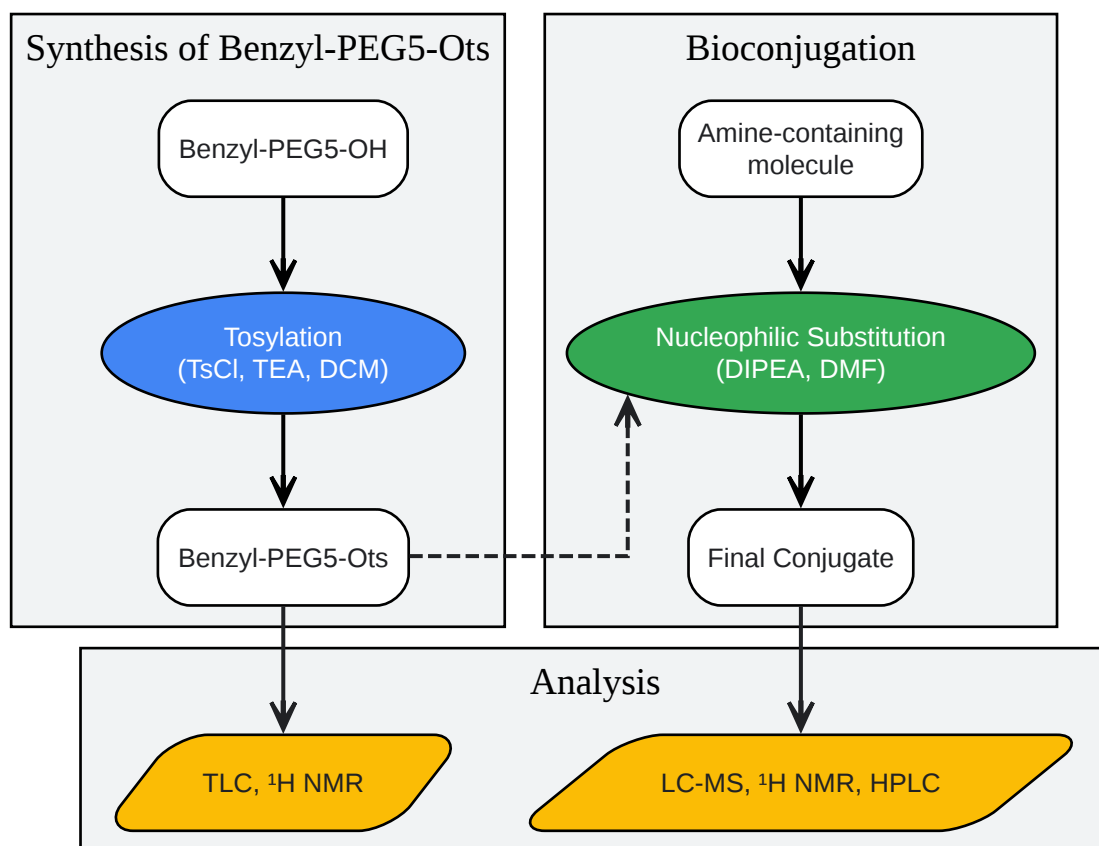 Synthesis of Benzyl-PEG5-Ots
Benzyl-PEG5-OH
Tosylation
(TsCl, TEA, DCM)
Benzyl-PEG5-Ots
Bioconjugation
Amine-containing
molecule
Nucleophilic Substitution
(DIPEA, DMF)
Final Conjugate
Analysis
TLC, ¹H NMR
LC-MS, ¹H NMR, HPLC